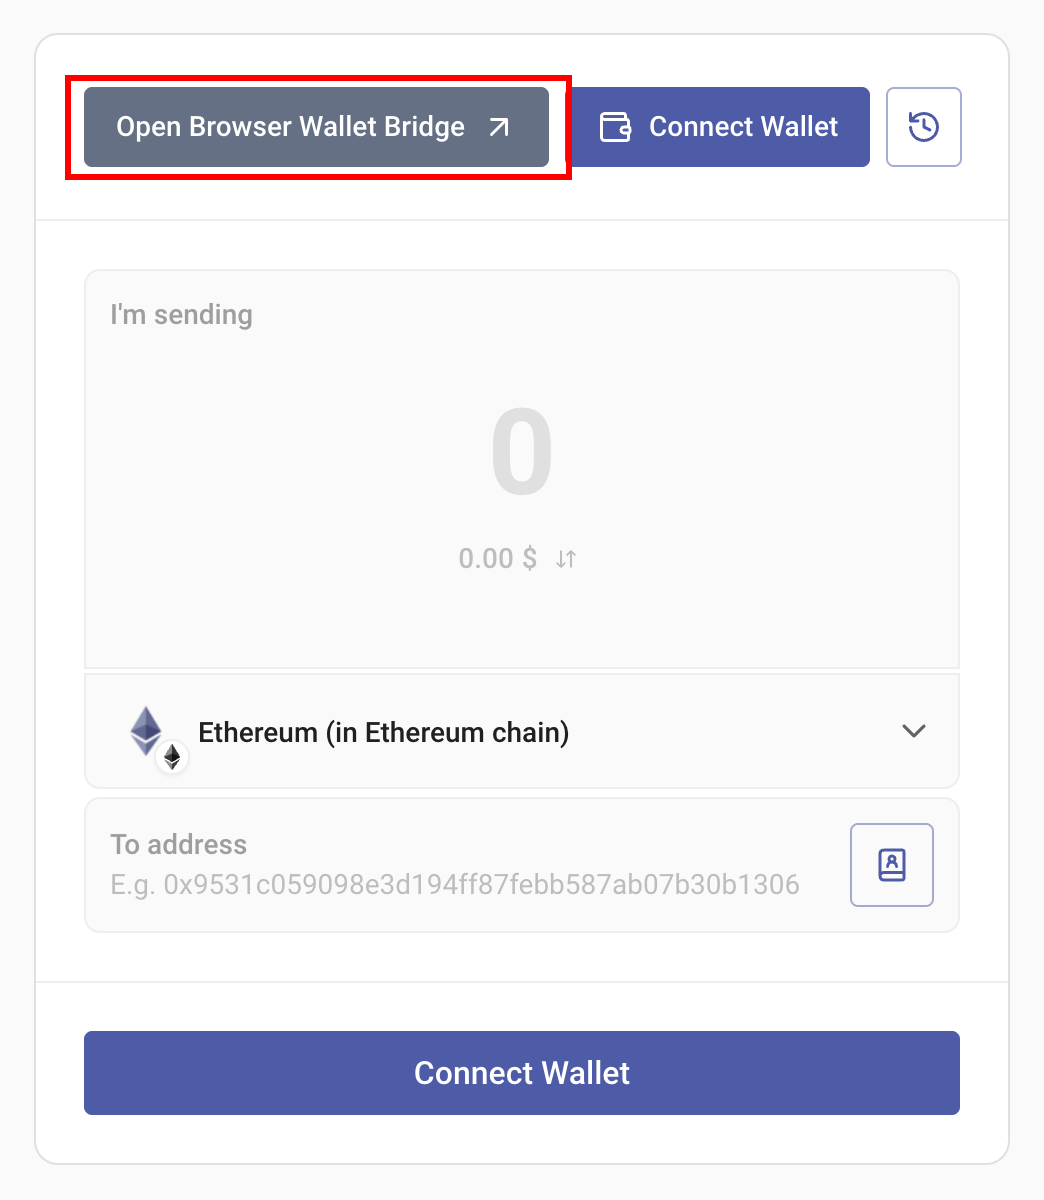 Open Browser Wallet Bridge
Connect Wallet
I'm sending
0
0.00 $
Ethereum (in Ethereum chain)
To address
E.g. 0x9531c059098e3d194ff87febb587ab07b30b1306
Connect Wallet